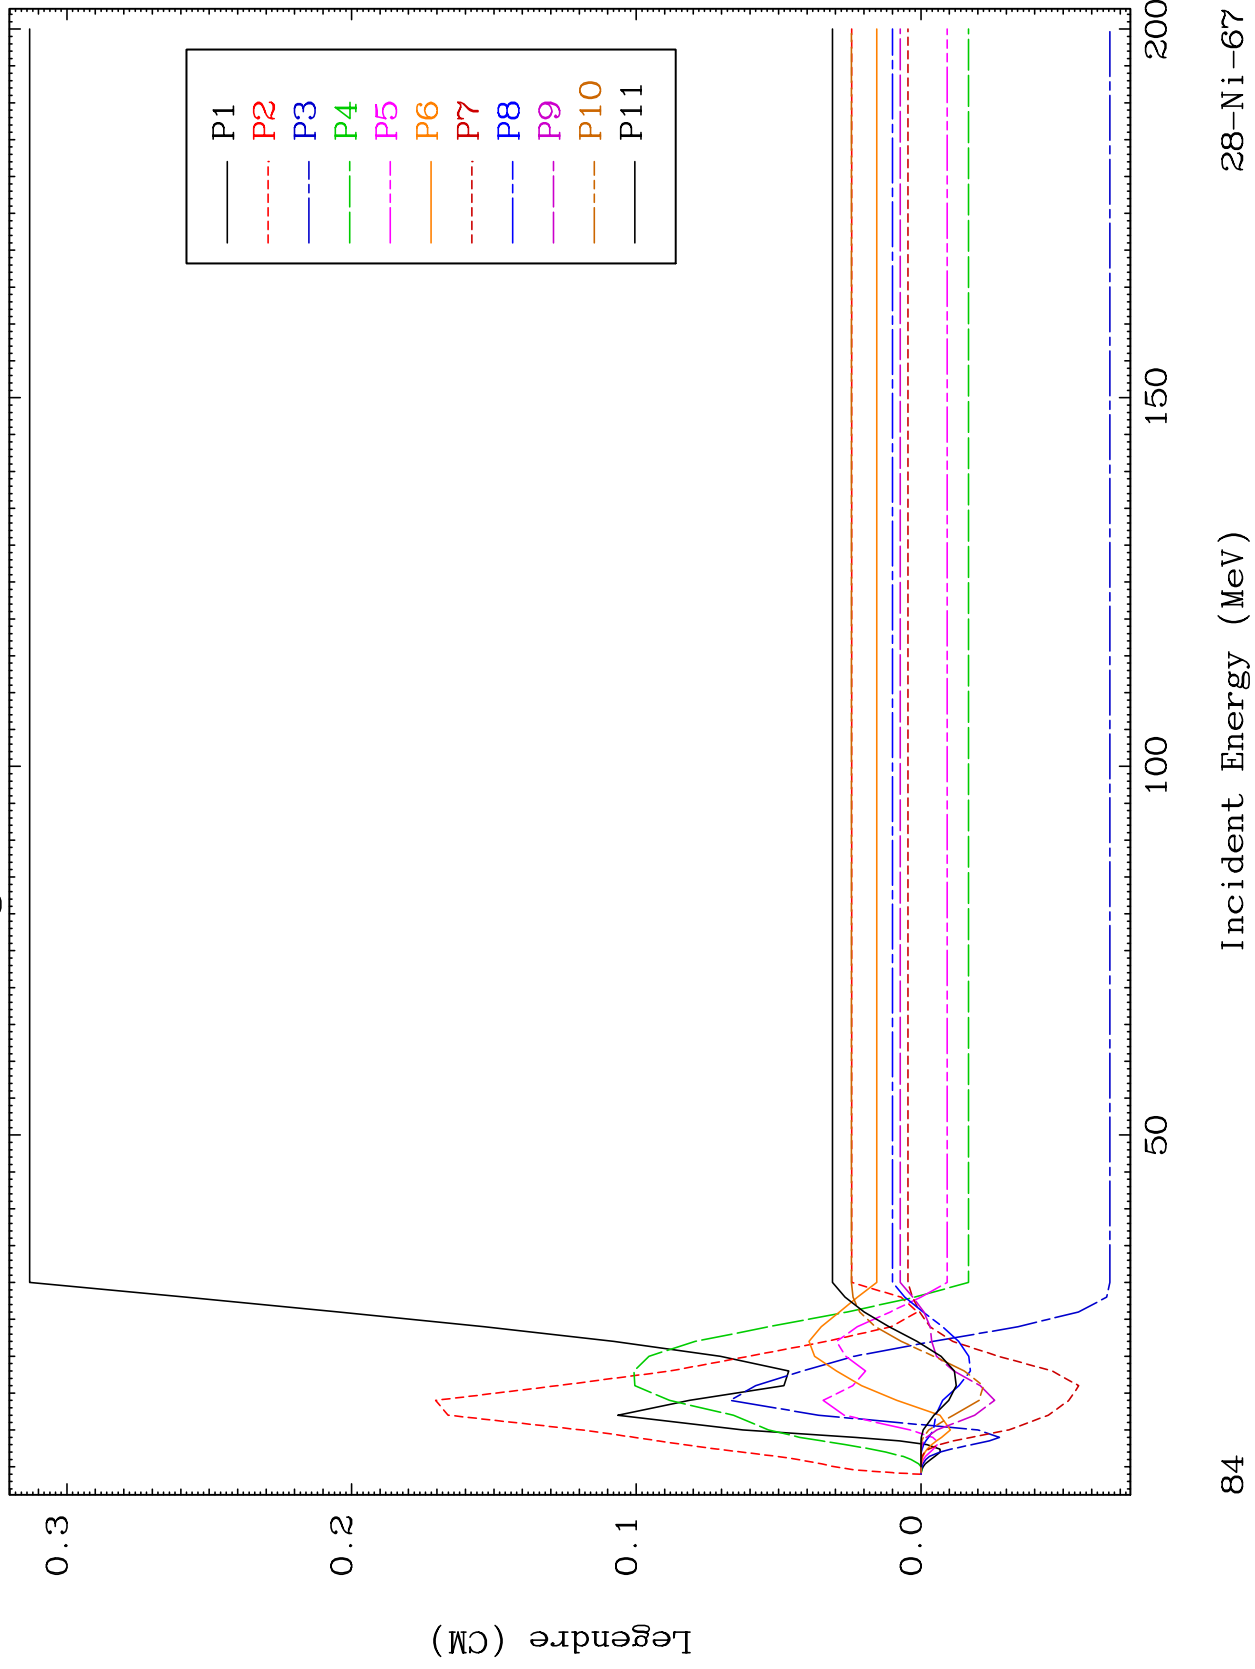 Legendre (CM)
0.3
0.2
0.1
0.0
P1
P2
P3
P4
P5
P6
P7
P8
P9
P10
P11
50
100
150
200
Incident Energy (MeV)
84
28-Ni-67